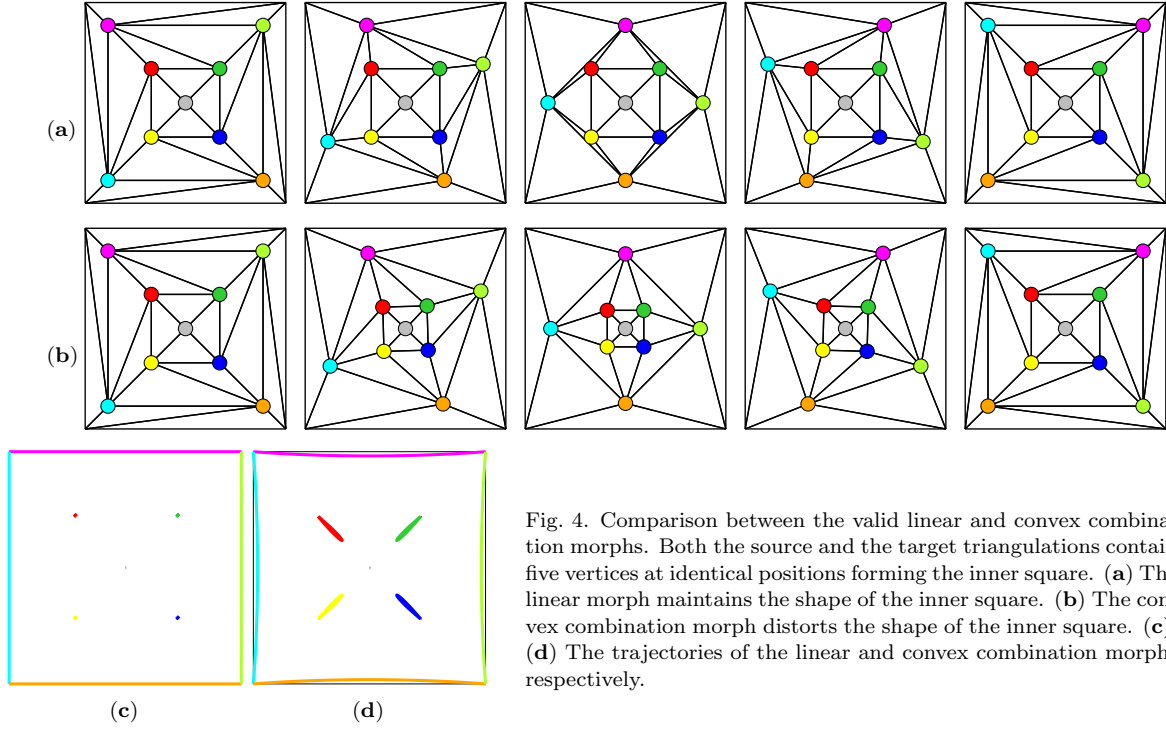 (a)
(b)
(c)
(d)
Fig. 4. Comparison between the valid linear and convex combina-
tion morphs. Both the source and the target triangulations contai
five vertices at identical positions forming the inner square. (a) Th
linear morph maintains the shape of the inner square. (b) The con
vex combination morph distorts the shape of the inner square. (c)
(d) The trajectories of the linear and convex combination morph
respectively.